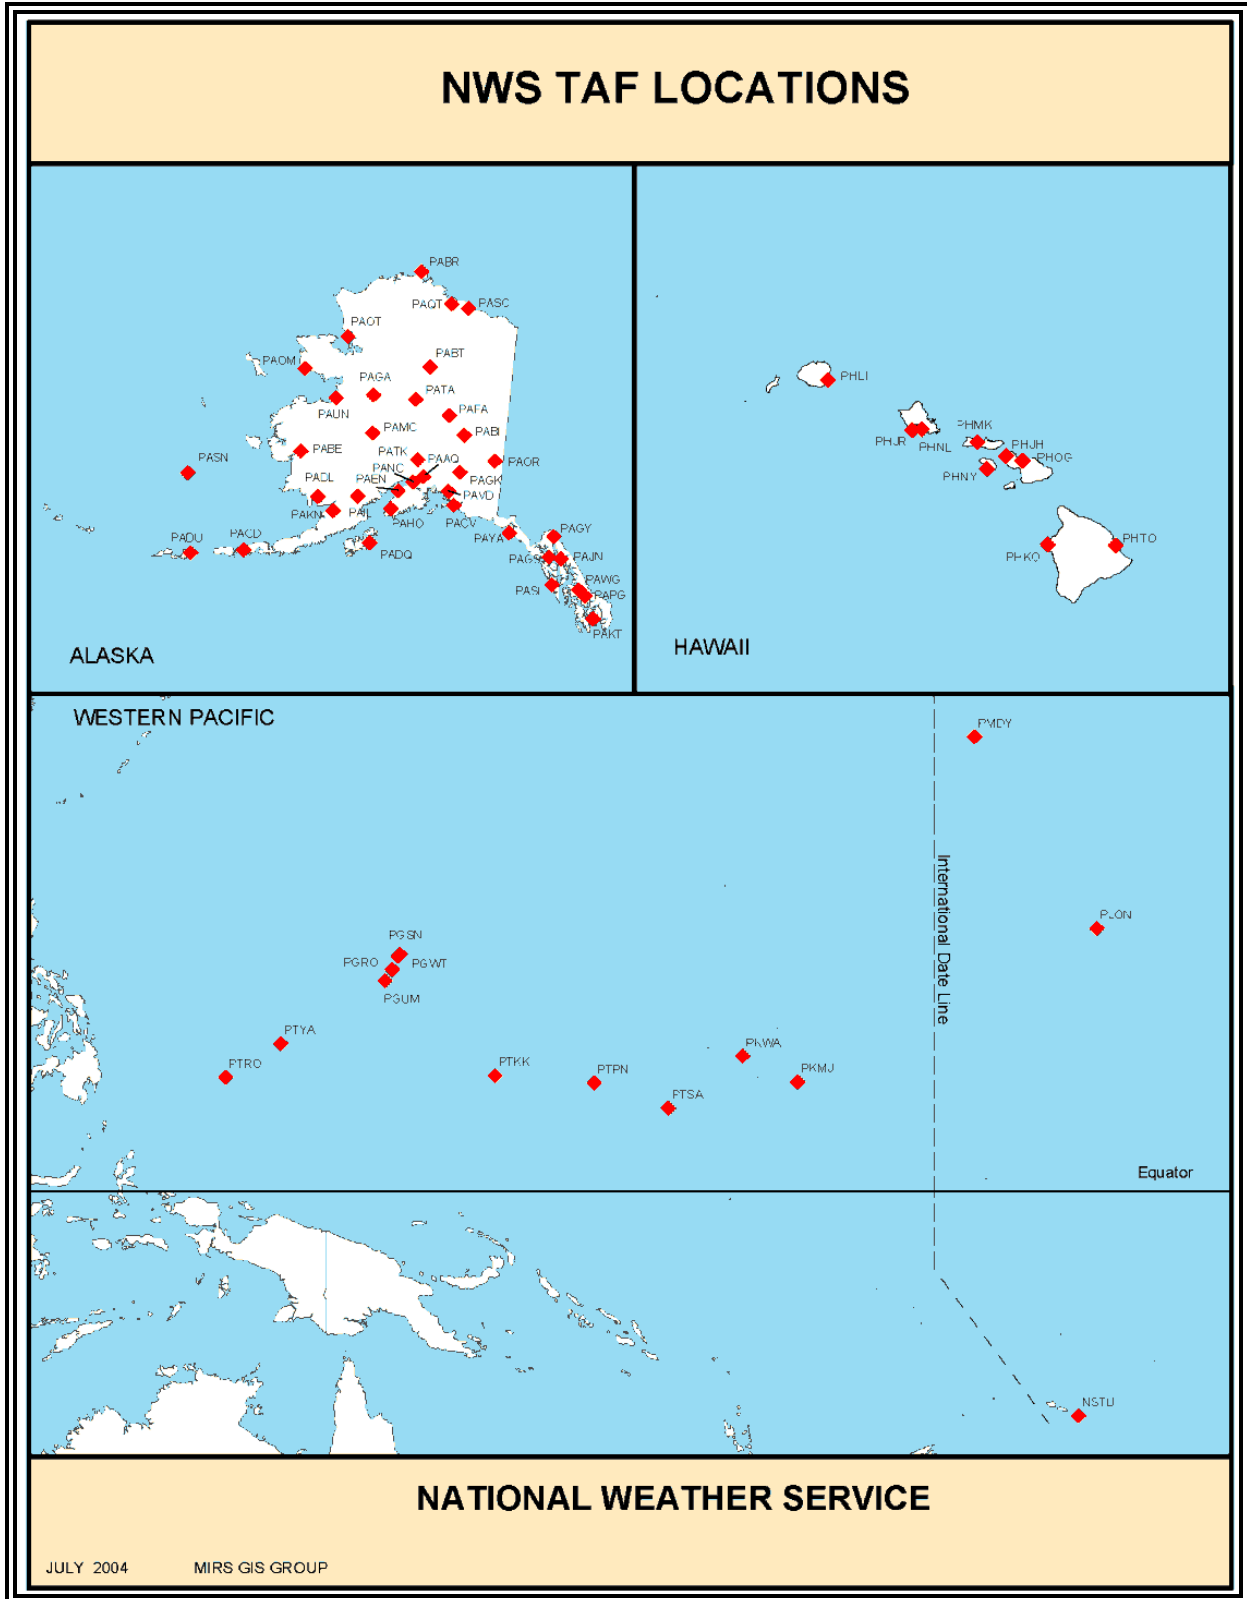 NWS TAF LOCATIONS
PABR
PAQT
PASC
PAOT
PAOM
PABT
PAGA
PATA
PAUN
PAFA
PAMC
PABI
PABE
PATK
PAAQ
PANC
PAOR
PASN
PADL
PAEN
PAGK
PAVD
PAKN
PAIL
PAHO
PACV
PADU
PACD
PADQ
PAYA
PAGY
PAGS
PAJN
PASI
PAWG
PAPG
PAKT
ALASKA
PHLI
PHJR
PHNL
PHMK
PHJH
PHOG
PHNY
PHKO
PHTO
HAWAII
WESTERN PACIFIC
PMDY
International Date Line
PLON
PGSN
PGRO
PGWT
PGUM
PTYA
PTRO
PTKK
PTPN
PTSA
PKWA
PKMJ
Equator
NSTU
NATIONAL WEATHER SERVICE
JULY 2004 MIRS GIS GROUP